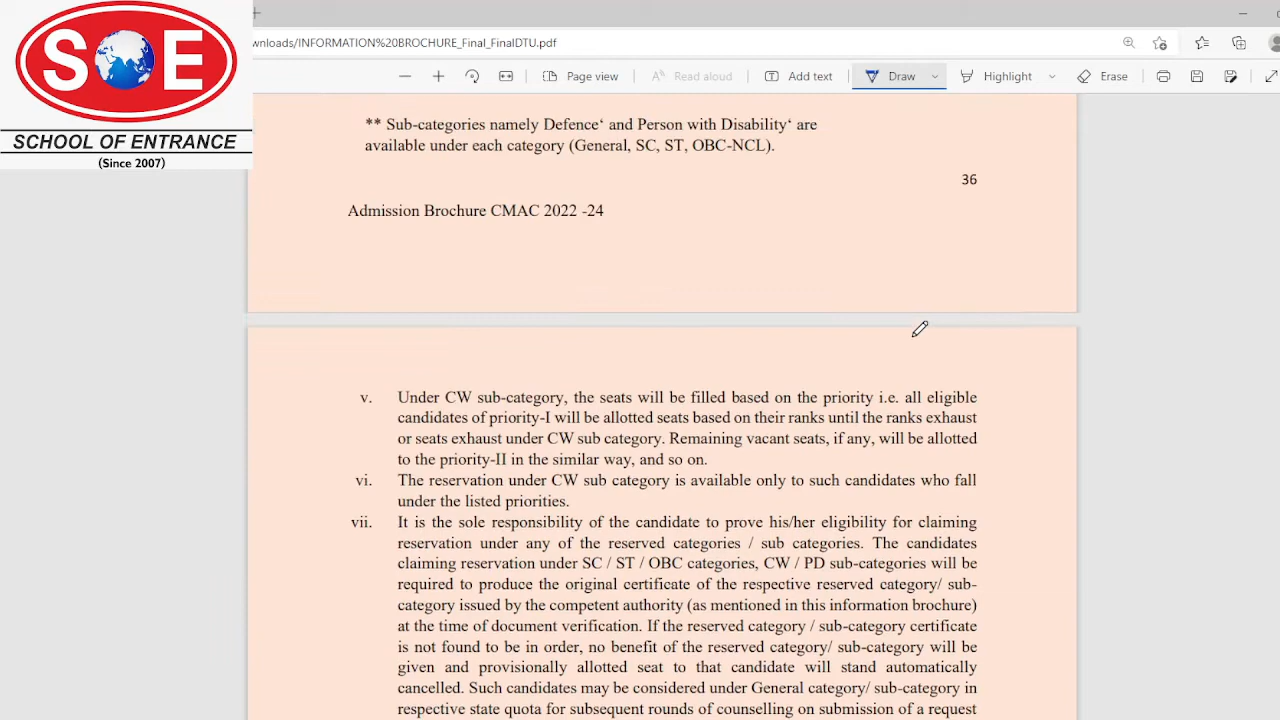 SOE
SCHOOL OF ENTRANCE
(Since 2007)
wnloads/INFORMATION%20BROCHURE_Final_FinalDTU.pdf
Page view
Read aloud
Add text
Draw
Highlight
Erase
** Sub-categories namely Defence‘ and Person with Disability‘ are
available under each category (General, SC, ST, OBC-NCL).
36
Admission Brochure CMAC 2022 -24
v. Under CW sub-category, the seats will be filled based on the priority i.e. all eligible
candidates of priority-I will be allotted seats based on their ranks until the ranks exhaust
or seats exhaust under CW sub category. Remaining vacant seats, if any, will be allotted
to the priority-II in the similar way, and so on.
vi. The reservation under CW sub category is available only to such candidates who fall
under the listed priorities.
vii. It is the sole responsibility of the candidate to prove his/her eligibility for claiming
reservation under any of the reserved categories / sub categories. The candidates
claiming reservation under SC / ST / OBC categories, CW / PD sub-categories will be
required to produce the original certificate of the respective reserved category/ sub-
category issued by the competent authority (as mentioned in this information brochure)
at the time of document verification. If the reserved category / sub-category certificate
is not found to be in order, no benefit of the reserved category/ sub-category will be
given and provisionally allotted seat to that candidate will stand automatically
cancelled. Such candidates may be considered under General category/ sub-category in
respective state quota for subsequent rounds of counselling on submission of a request